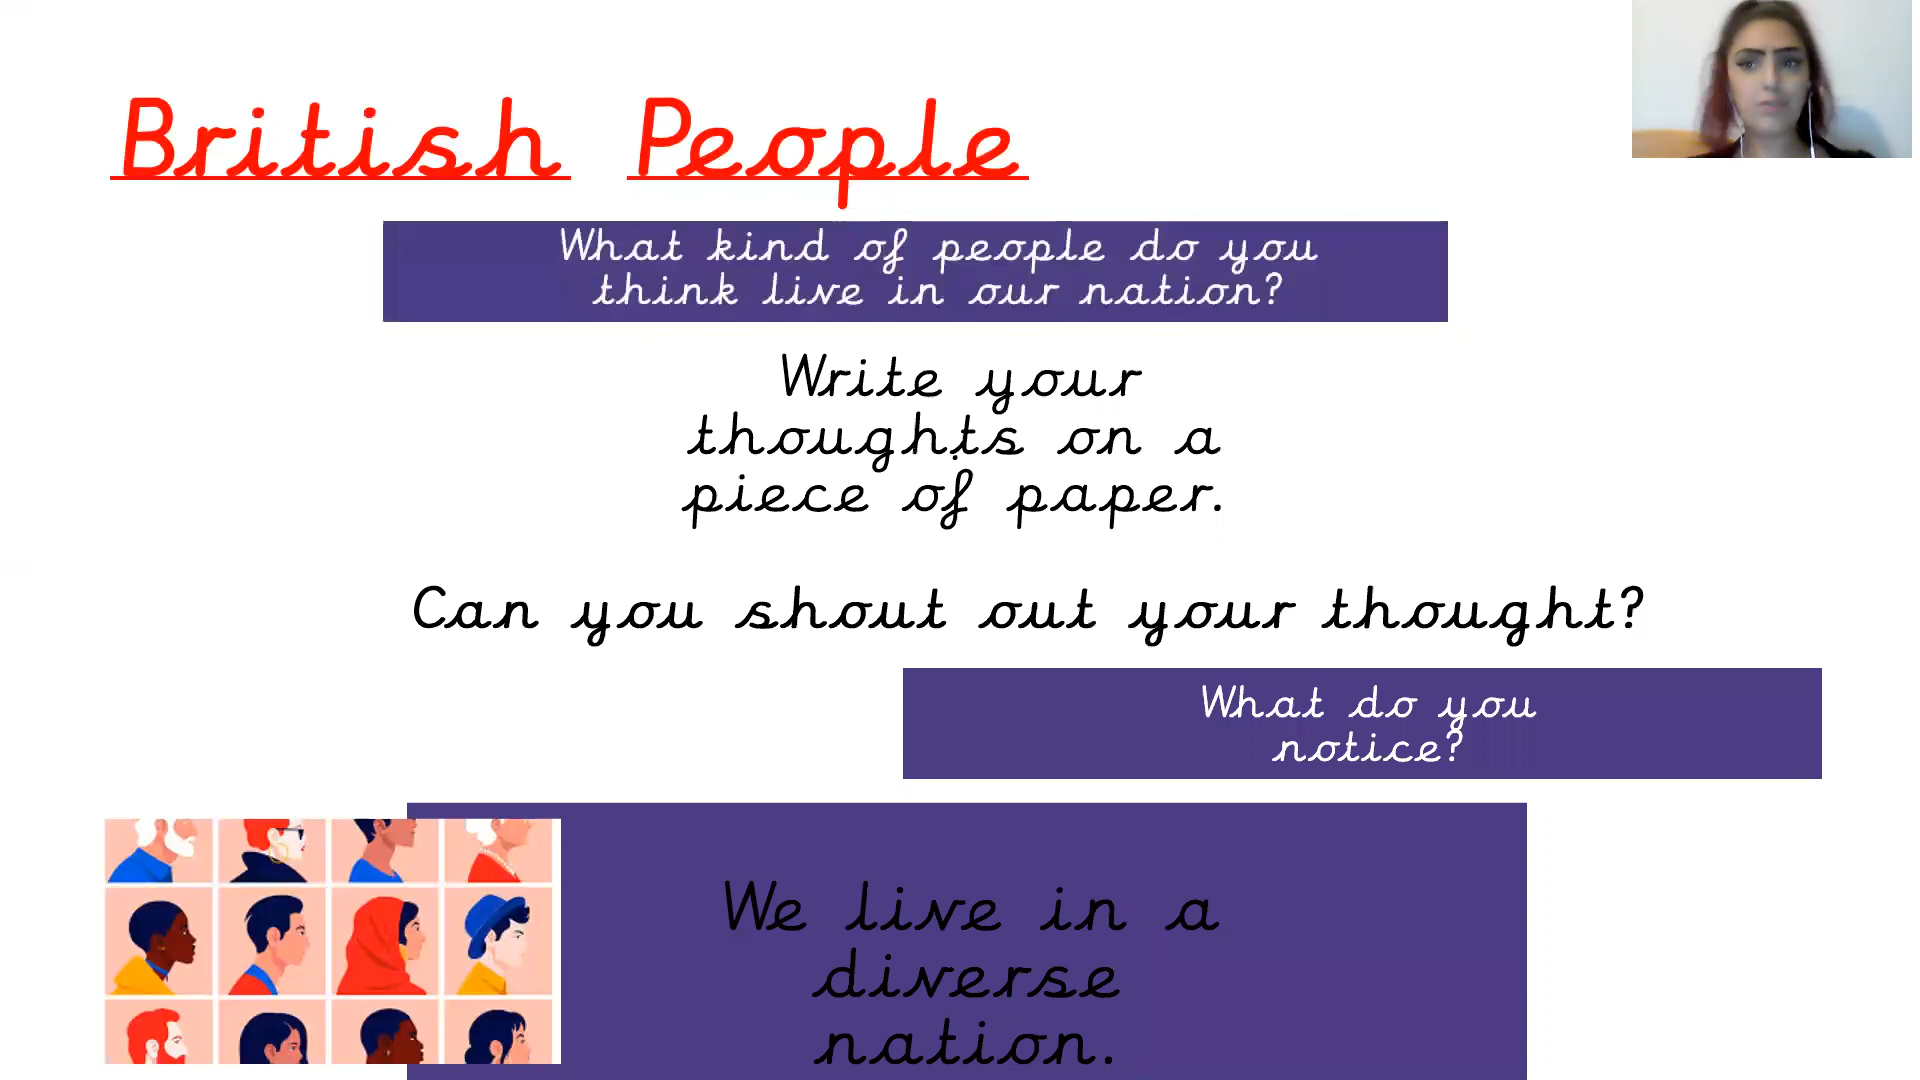 British People
What kind of people do you
think live in our nation?
Write your
thoughts on a
piece of paper.
Can you shout out your thought?
What do you
notice?
We live in a
diverse
nation.